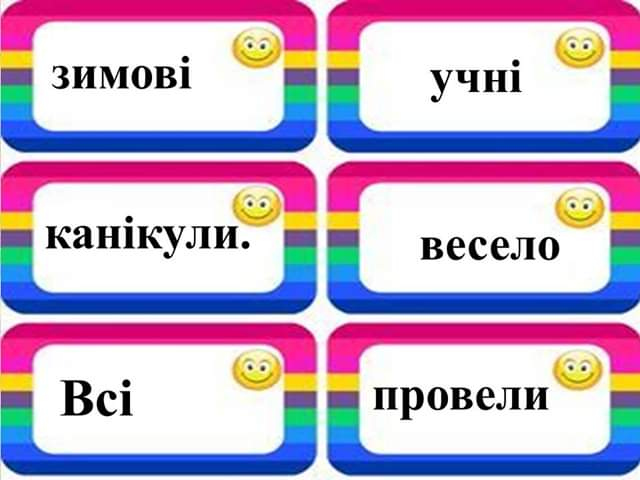 зимові
учні
канікули.
весело
Всі
провели